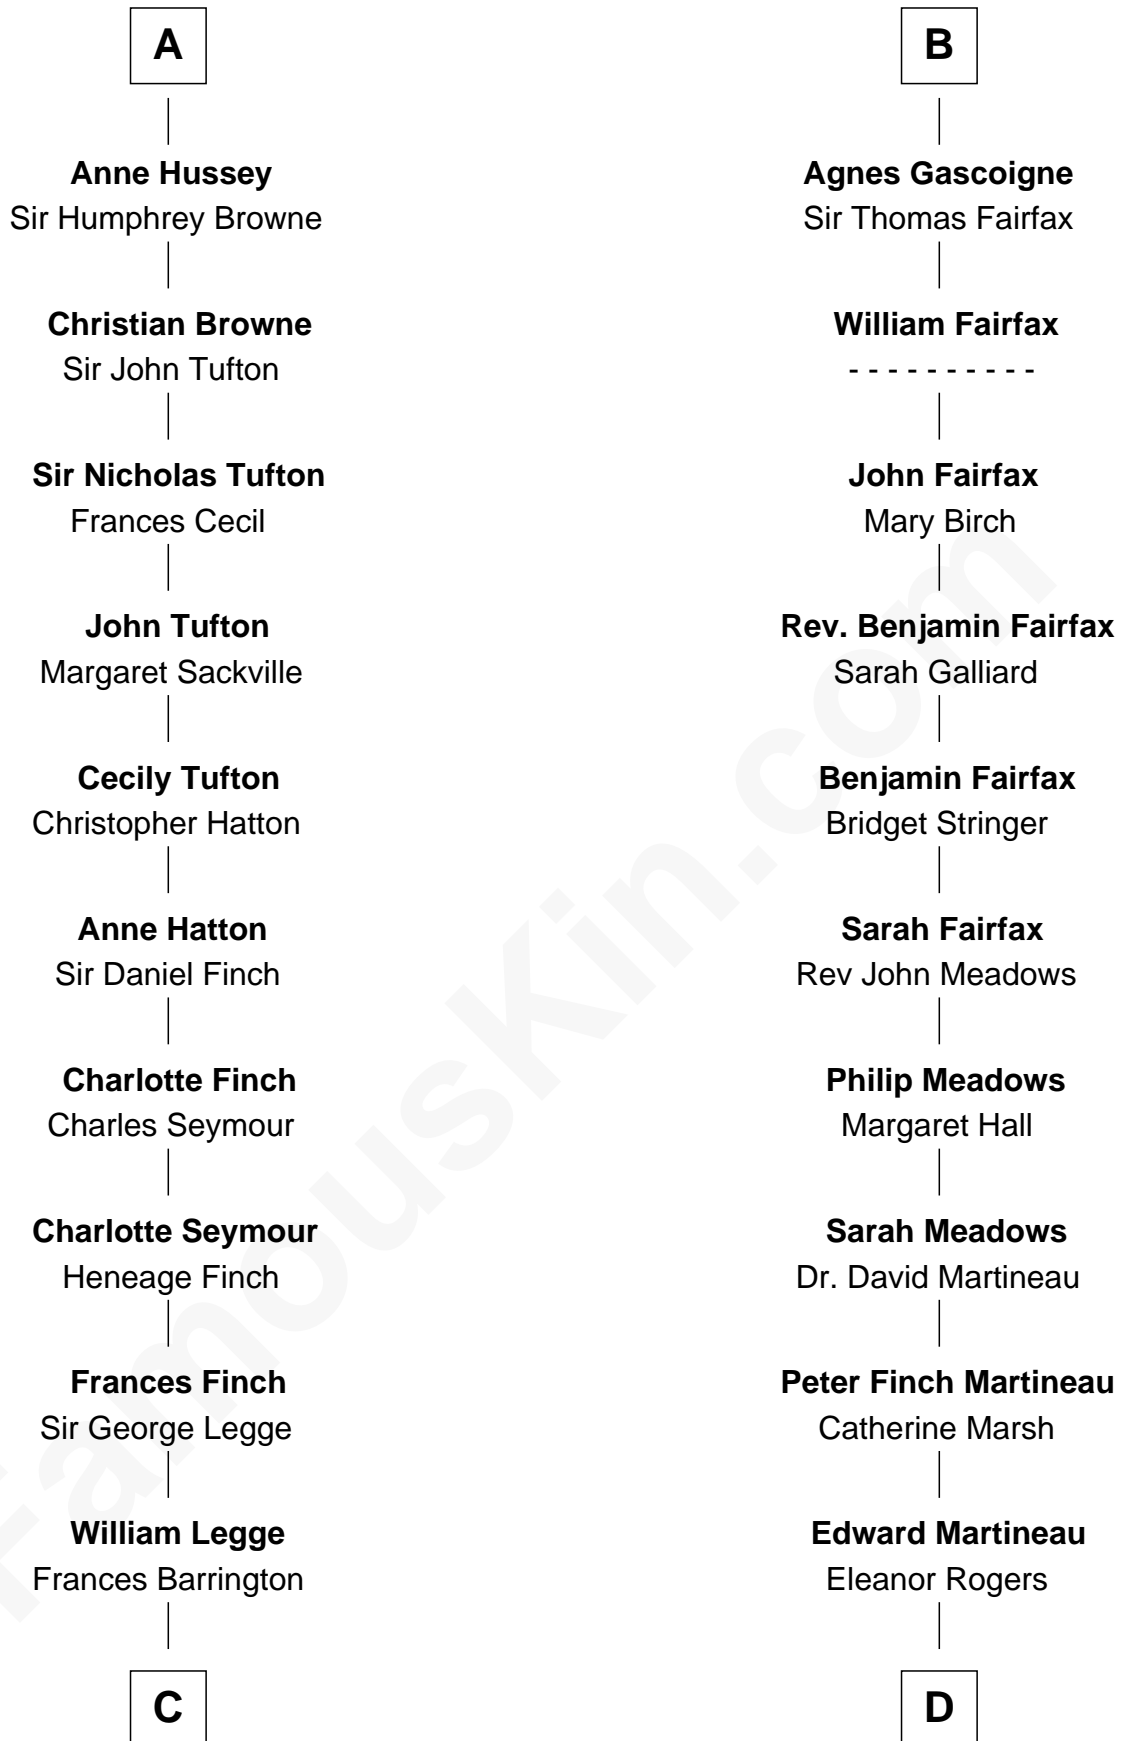 A
Anne Hussey
Sir Humphrey Browne
Christian Browne
Sir John Tufton
Sir Nicholas Tufton
Frances Cecil
John Tufton
Margaret Sackville
Cecily Tufton
Christopher Hatton
Anne Hatton
Sir Daniel Finch
Charlotte Finch
Charles Seymour
Charlotte Seymour
Heneage Finch
Frances Finch
Sir George Legge
William Legge
Frances Barrington
C
B
Agnes Gascoigne
Sir Thomas Fairfax
William Fairfax
- - - - - - - - - -
John Fairfax
Mary Birch
Rev. Benjamin Fairfax
Sarah Galliard
Benjamin Fairfax
Bridget Stringer
Sarah Fairfax
Rev John Meadows
Philip Meadows
Margaret Hall
Sarah Meadows
Dr. David Martineau
Peter Finch Martineau
Catherine Marsh
Edward Martineau
Eleanor Rogers
D
FamousKin.com